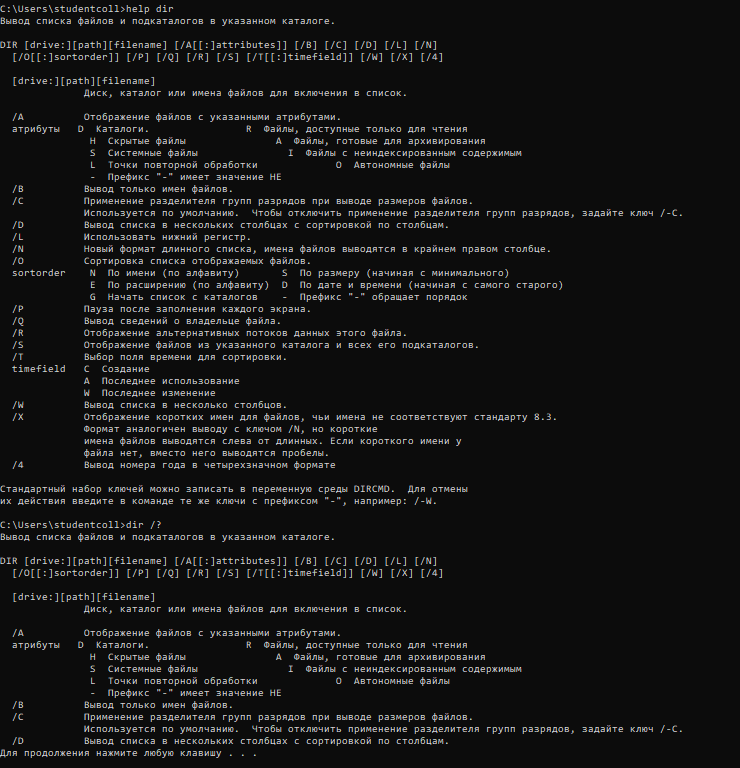 C:\Users\studentcoll>help dir
Вывод списка файлов и подкаталогов в указанном каталоге.

DIR [drive:][path][filename] [/A[[:]attributes]] [/B] [/C] [/D] [/L] [/N]
  [/O[[:]sortorder]] [/P] [/Q] [/R] [/S] [/T[[:]timefield]] [/W] [/X] [/4]

  [drive:][path][filename]
              Диск, каталог или имена файлов для включения в список.

  /A          Отображение файлов с указанными атрибутами.
  атрибуты   D  Каталоги.                R  Файлы, доступные только для чтения
               H  Скрытые файлы               A  Файлы, готовые для архивирования
               S  Системные файлы               I  Файлы с неиндексированным содержимым
               L  Точки повторной обработки             O  Автономные файлы
               -  Префикс "-" имеет значение НЕ
  /B          Вывод только имен файлов.
  /C          Применение разделителя групп разрядов при выводе размеров файлов.
              Используется по умолчанию.  Чтобы отключить применение разделителя групп разрядов, задайте ключ /-C.
  /D          Вывод списка в нескольких столбцах с сортировкой по столбцам.
  /L          Использовать нижний регистр.
  /N          Новый формат длинного списка, имена файлов выводятся в крайнем правом столбце.
  /O          Сортировка списка отображаемых файлов.
  sortorder    N  По имени (по алфавиту)       S  По размеру (начиная с минимального)
               E  По расширению (по алфавиту)  D  По дате и времени (начиная с самого старого)
               G  Начать список с каталогов    -  Префикс "-" обращает порядок
  /P          Пауза после заполнения каждого экрана.
  /Q          Вывод сведений о владельце файла.
  /R          Отображение альтернативных потоков данных этого файла.
  /S          Отображение файлов из указанного каталога и всех его подкаталогов.
  /T          Выбор поля времени для сортировки.
  timefield   C  Создание
              A  Последнее использование
              W  Последнее изменение
  /W          Вывод списка в несколько столбцов.
  /X          Отображение коротких имен для файлов, чьи имена не соответствуют стандарту 8.3.
              Формат аналогичен выводу с ключом /N, но короткие
              имена файлов выводятся слева от длинных. Если короткого имени у
              файла нет, вместо него выводятся пробелы.
  /4          Вывод номера года в четырехзначном формате

Стандартный набор ключей можно записать в переменную среды DIRCMD.  Для отмены
их действия введите в команде те же ключи с префиксом "-", например: /-W.

C:\Users\studentcoll>dir /?
Вывод списка файлов и подкаталогов в указанном каталоге.

DIR [drive:][path][filename] [/A[[:]attributes]] [/B] [/C] [/D] [/L] [/N]
  [/O[[:]sortorder]] [/P] [/Q] [/R] [/S] [/T[[:]timefield]] [/W] [/X] [/4]

  [drive:][path][filename]
              Диск, каталог или имена файлов для включения в список.

  /A          Отображение файлов с указанными атрибутами.
  атрибуты   D  Каталоги.                R  Файлы, доступные только для чтения
               H  Скрытые файлы               A  Файлы, готовые для архивирования
               S  Системные файлы               I  Файлы с неиндексированным содержимым
               L  Точки повторной обработки             O  Автономные файлы
               -  Префикс "-" имеет значение НЕ
  /B          Вывод только имен файлов.
  /C          Применение разделителя групп разрядов при выводе размеров файлов.
              Используется по умолчанию.  Чтобы отключить применение разделителя групп разрядов, задайте ключ /-C.
  /D          Вывод списка в нескольких столбцах с сортировкой по столбцам.
Для продолжения нажмите любую клавишу . . .